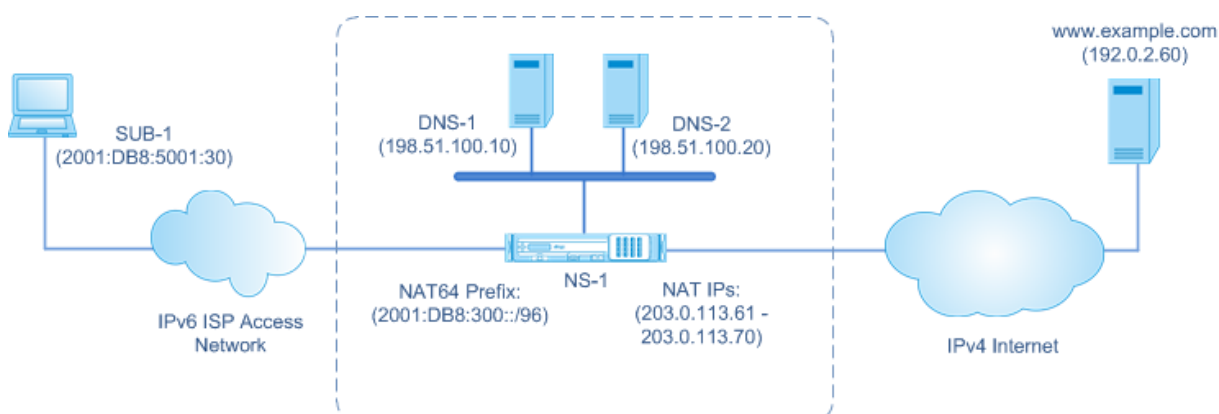 www.example.com
(192.0.2.60)
DNS-1
(198.51.100.10)
DNS-2
(198.51.100.20)
SUB-1
(2001:DB8:5001:30)
NS-1
NAT64 Prefix:
(2001:DB8:300::/96)
NAT IPs:
(203.0.113.61 -
203.0.113.70)
IPv6 ISP Access
Network
IPv4 Internet